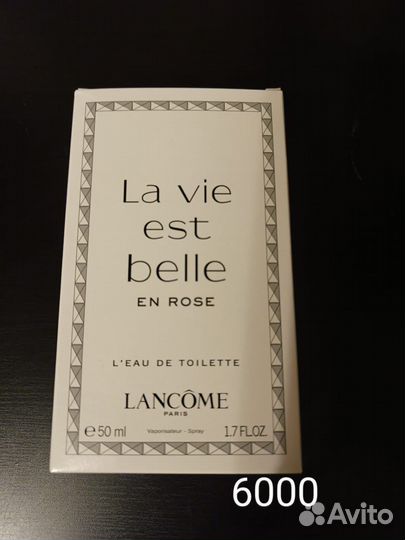 La vie
est
belle
EN ROSE
L'EAU DE TOILETTE
LANCÔME
PARIS
e 50 ml Vaporisateur - Spray 1.7 FL.OZ.
6000
Avito